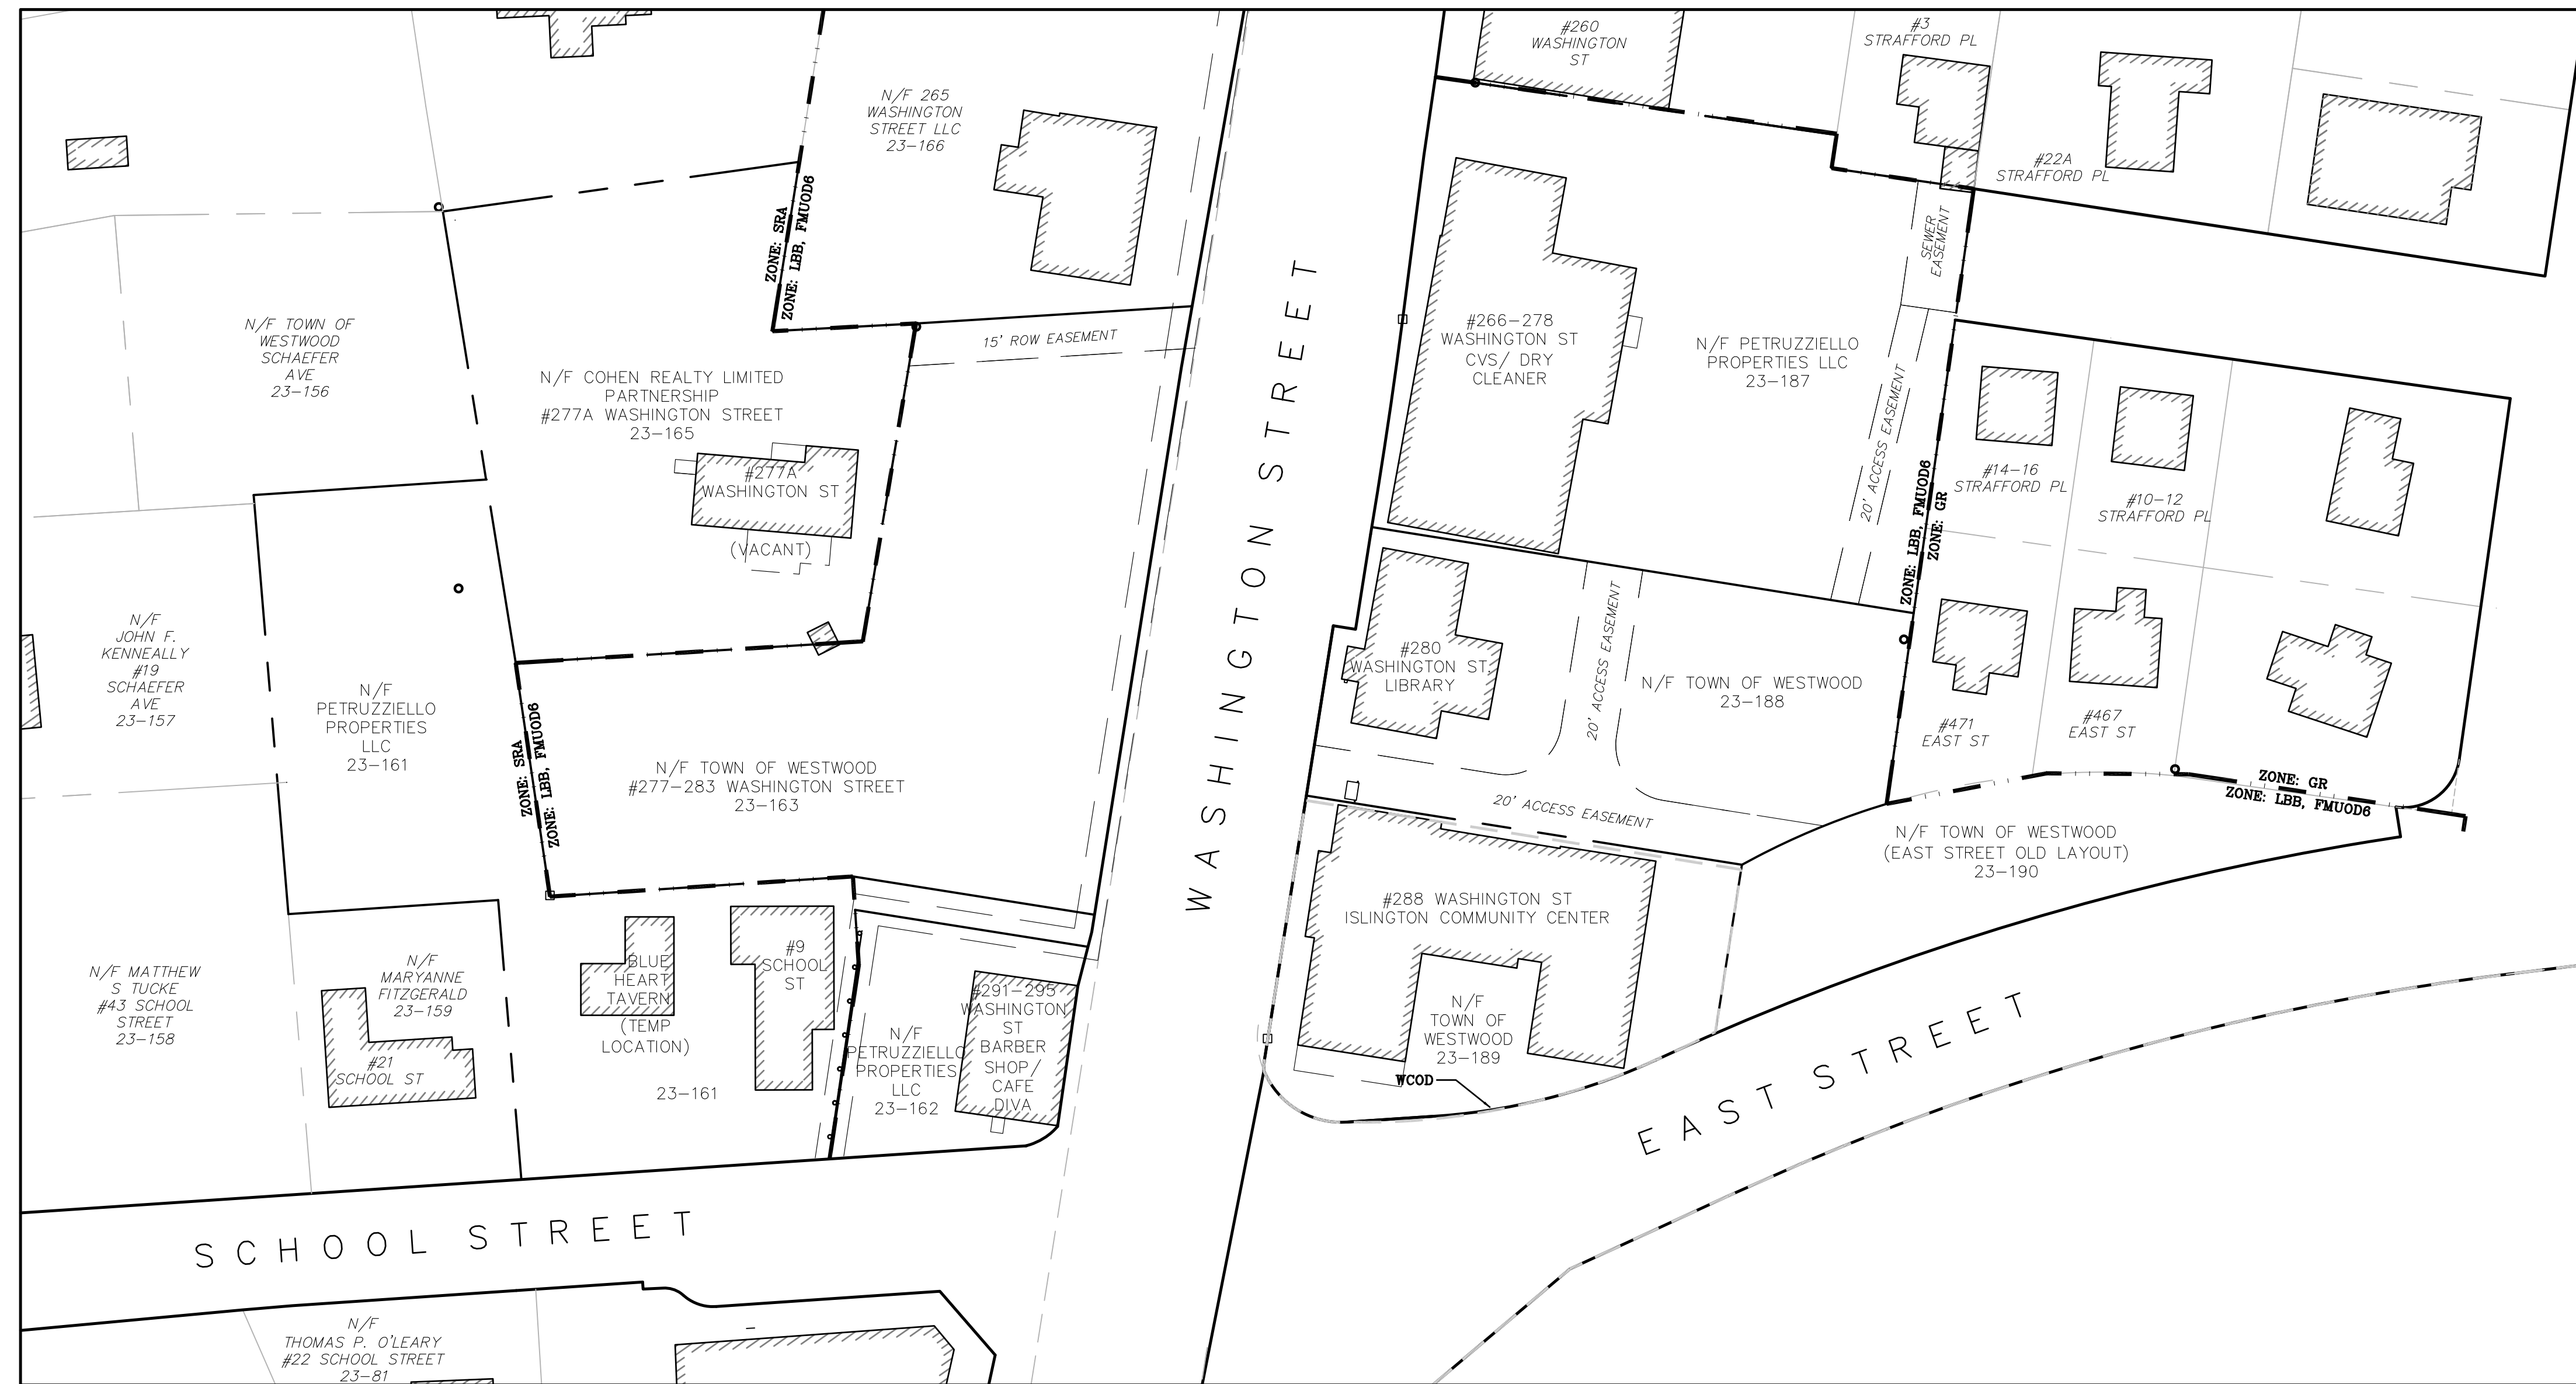 #260
WASHINGTON
ST
#3
STRAFFORD PL
N/F 265
WASHINGTON
STREET LLC
23-166
#22A
STRAFFORD PL
ZONE: SRA
ZONE: LBB, FMUOD6
SEWER
EASEMENT
N/F TOWN OF
WESTWOOD
SCHAEFER
AVE
23-156
15' ROW EASEMENT
N/F COHEN REALTY LIMITED
PARTNERSHIP
#277A WASHINGTON STREET
23-165
#277A
WASHINGTON ST
(VACANT)
WASHINGTON STREET
#266-278
WASHINGTON ST
CVS/ DRY
CLEANER
N/F PETRUZZIELLO
PROPERTIES LLC
23-187
20' ACCESS EASEMENT
ZONE: LBB, FMUOD6
ZONE: GR
#14-16
STRAFFORD PL
#10-12
STRAFFORD PL
N/F
JOHN F.
KENNEALLY
#19
SCHAEFER
AVE
23-157
N/F
PETRUZZIELLO
PROPERTIES
LLC
23-161
ZONE: SRA
ZONE: LBB, FMUOD6
N/F TOWN OF WESTWOOD
#277-283 WASHINGTON STREET
23-163
#280
WASHINGTON ST.
LIBRARY
20' ACCESS EASEMENT
N/F TOWN OF WESTWOOD
23-188
#471
EAST ST
#467
EAST ST
ZONE: GR
ZONE: LBB, FMUOD6
20' ACCESS EASEMENT
N/F TOWN OF WESTWOOD
(EAST STREET OLD LAYOUT)
23-190
#288 WASHINGTON ST
ISLINGTON COMMUNITY CENTER
N/F
TOWN OF
WESTWOOD
23-189
WCOD
EAST STREET
N/F MATTHEW
S TUCKE
#43 SCHOOL
STREET
23-158
N/F
MARYANNE
FITZGERALD
23-159
#21
SCHOOL ST
BLUE
HEART
TAVERN
(TEMP
LOCATION)
23-161
#9
SCHOOL
ST
N/F
PETRUZZIELLO
PROPERTIES
LLC
23-162
#291-295
WASHINGTON
ST
BARBER
SHOP/
CAFE
DIVA
SCHOOL STREET
N/F
THOMAS P. O'LEARY
#22 SCHOOL STREET
23-81